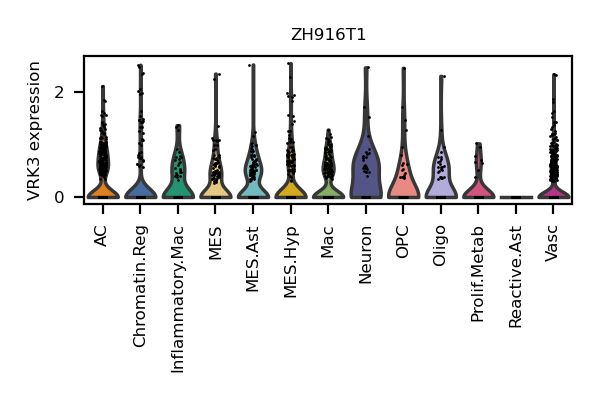 ZH916T1
VRK3 expression
2
0
AC
Chromatin.Reg
Inflammatory.Mac
MES
MES.Ast
MES.Hyp
Mac
Neuron
OPC
Oligo
Prolif.Metab
Reactive.Ast
Vasc